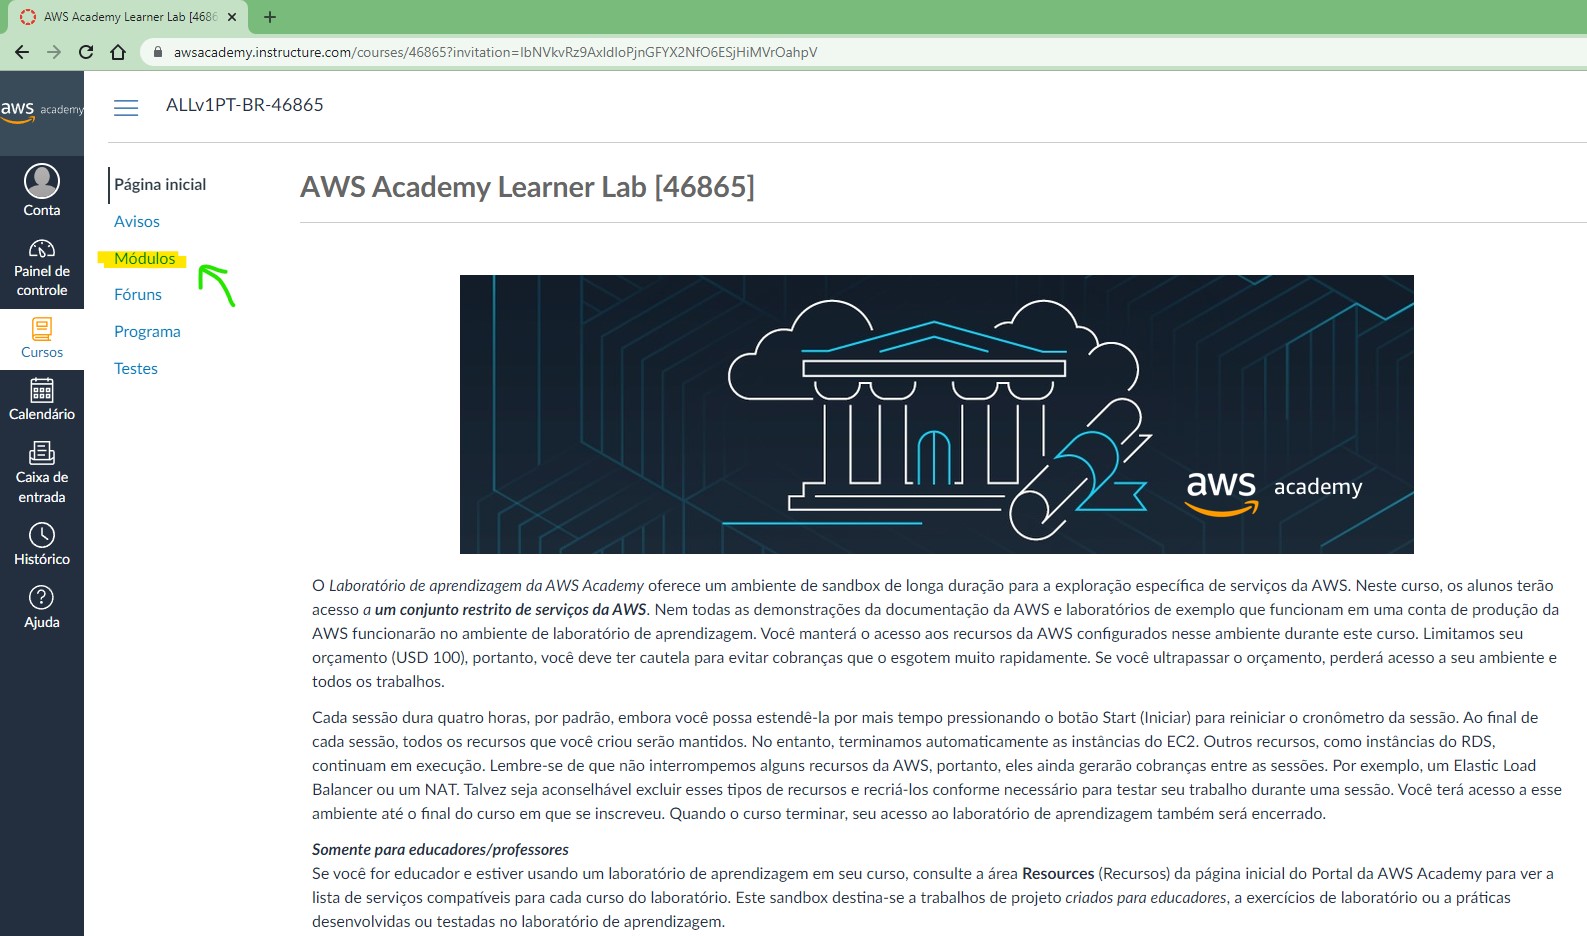 AWS Academy Learner Lab [4686
awsacademy.instructure.com/courses/46865?invitation=IbNVkvRz9AxIdIoPjnGFYX2NfO6ESjHiMVrOahpV
aws academy
ALLv1PT-BR-46865
Conta
Painel de
controle
Cursos
Calendário
Caixa de
entrada
Histórico
Ajuda
Página inicial
Avisos
Módulos
Fóruns
Programa
Testes
AWS Academy Learner Lab [46865]
aws academy
O Laboratório de aprendizagem da AWS Academy oferece um ambiente de sandbox de longa duração para a exploração específica de serviços da AWS. Neste curso, os alunos terão
acesso a um conjunto restrito de serviços da AWS. Nem todas as demonstrações da documentação da AWS e laboratórios de exemplo que funcionam em uma conta de produção da
AWS funcionarão no ambiente de laboratório de aprendizagem. Você manterá o acesso aos recursos da AWS configurados nesse ambiente durante este curso. Limitamos seu
orçamento (USD 100), portanto, você deve ter cautela para evitar cobranças que o esgotem muito rapidamente. Se você ultrapassar o orçamento, perderá acesso a seu ambiente e
todos os trabalhos.
Cada sessão dura quatro horas, por padrão, embora você possa estendê-la por mais tempo pressionando o botão Start (Iniciar) para reiniciar o cronômetro da sessão. Ao final de
cada sessão, todos os recursos que você criou serão mantidos. No entanto, terminamos automaticamente as instâncias do EC2. Outros recursos, como instâncias do RDS,
continuam em execução. Lembre-se de que não interrompemos alguns recursos da AWS, portanto, eles ainda gerarão cobranças entre as sessões. Por exemplo, um Elastic Load
Balancer ou um NAT. Talvez seja aconselhável excluir esses tipos de recursos e recriá-los conforme necessário para testar seu trabalho durante uma sessão. Você terá acesso a esse
ambiente até o final do curso em que se inscreveu. Quando o curso terminar, seu acesso ao laboratório de aprendizagem também será encerrado.
Somente para educadores/professores
Se você for educador e estiver usando um laboratório de aprendizagem em seu curso, consulte a área Resources (Recursos) da página inicial do Portal da AWS Academy para ver a
lista de serviços compatíveis para cada curso do laboratório. Este sandbox destina-se a trabalhos de projeto criados para educadores, a exercícios de laboratório ou a práticas
desenvolvidas ou testadas no laboratório de aprendizagem.